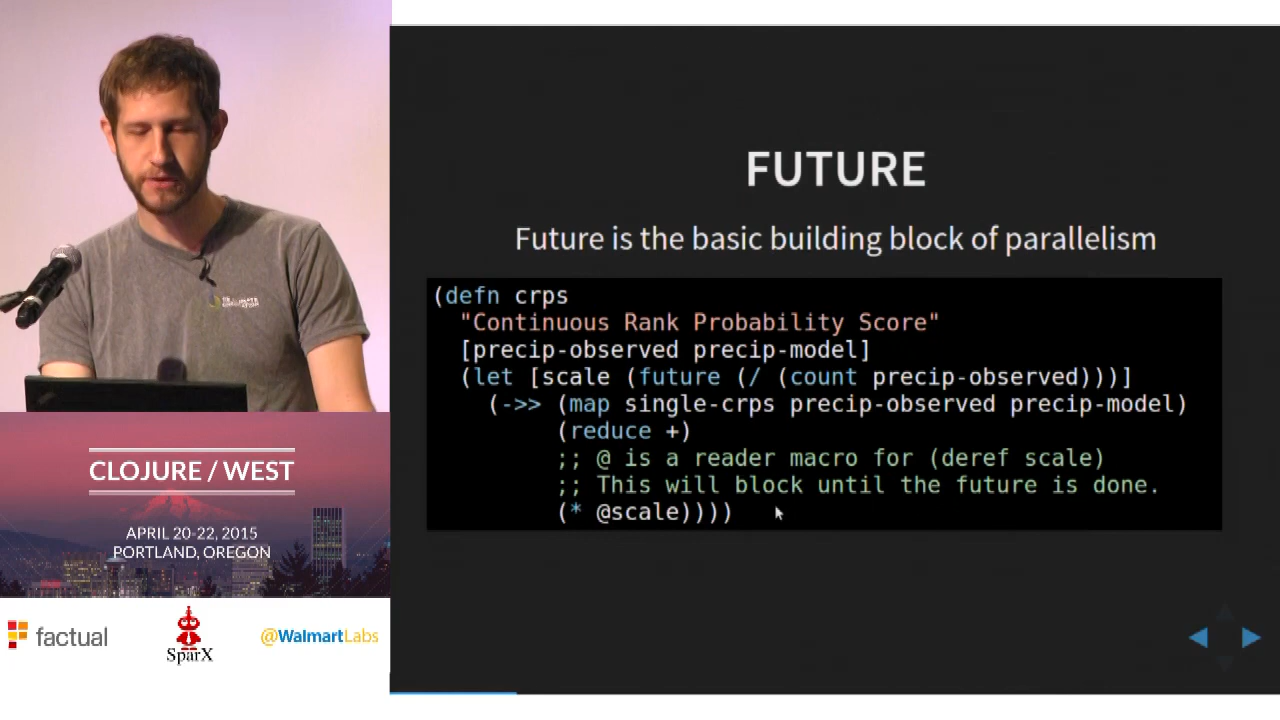 FUTURE
Future is the basic building block of parallelism
(defn crps
  "Continuous Rank Probability Score"
  [precip-observed precip-model]
  (let [scale (future (/ (count precip-observed)))]
    (->> (map single-crps precip-observed precip-model)
         (reduce +)
         ;; @ is a reader macro for (deref scale)
         ;; This will block until the future is done.
         (* @scale))))
CLOJURE / WEST
APRIL 20-22, 2015
PORTLAND, OREGON
factual
SparX
@WalmartLabs